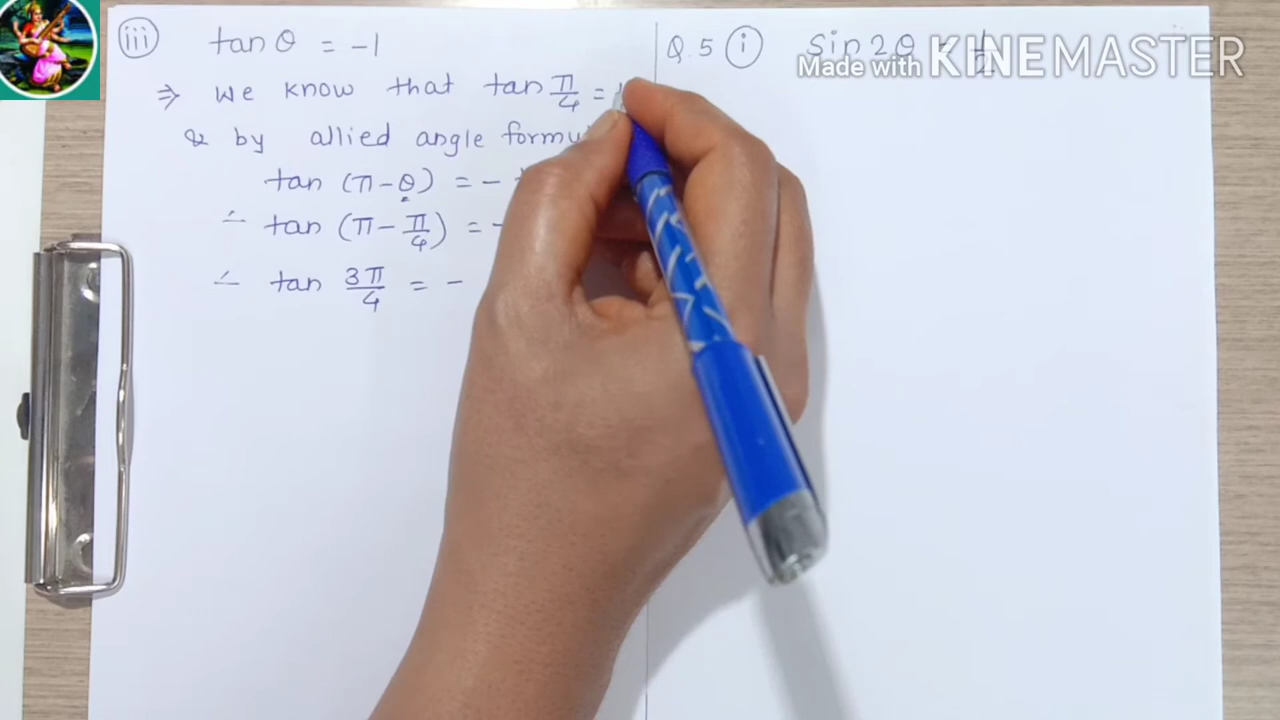 iii tan θ = -1
⇒ we know that tan π/4 =
& by allied angle
tan (π - θ) = -
∴ tan (π - π/4) = -
∴ tan 3π/4 = -
Q.5 i sin 2θ
Made with KINEMASTER